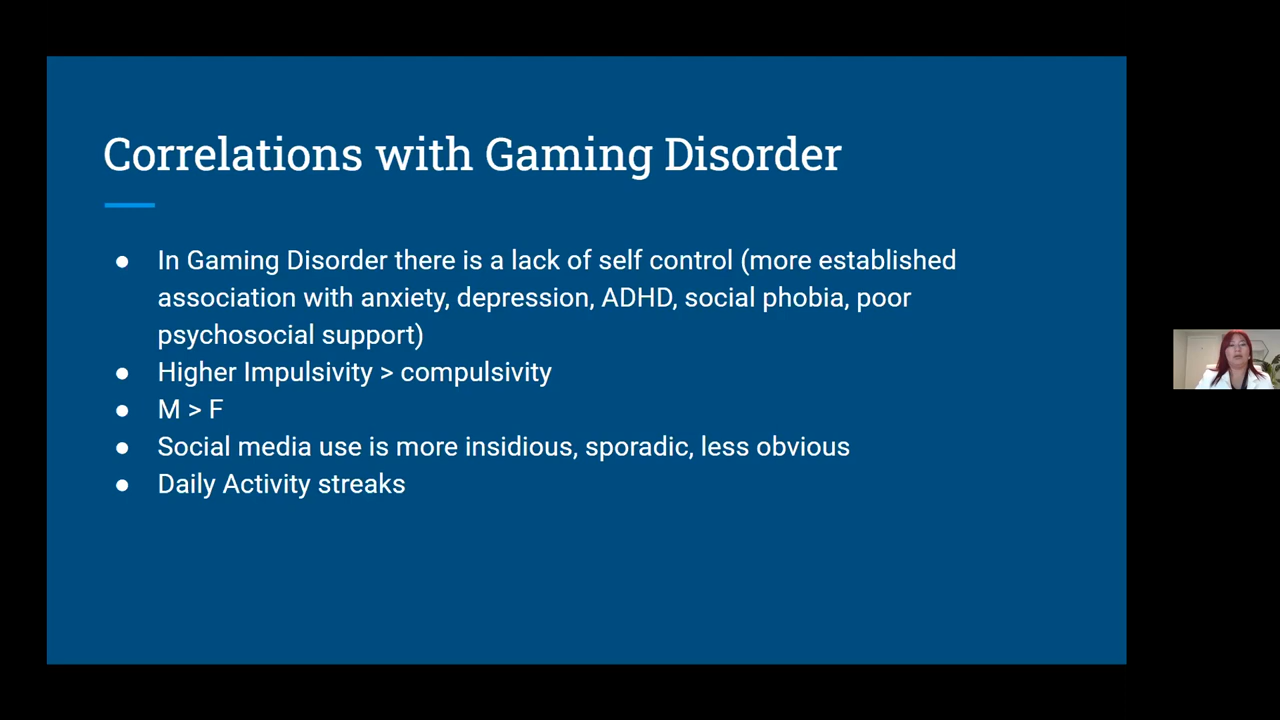 Correlations with Gaming Disorder
● In Gaming Disorder there is a lack of self control (more established
association with anxiety, depression, ADHD, social phobia, poor
psychosocial support)
● Higher Impulsivity > compulsivity
● M > F
● Social media use is more insidious, sporadic, less obvious
● Daily Activity streaks